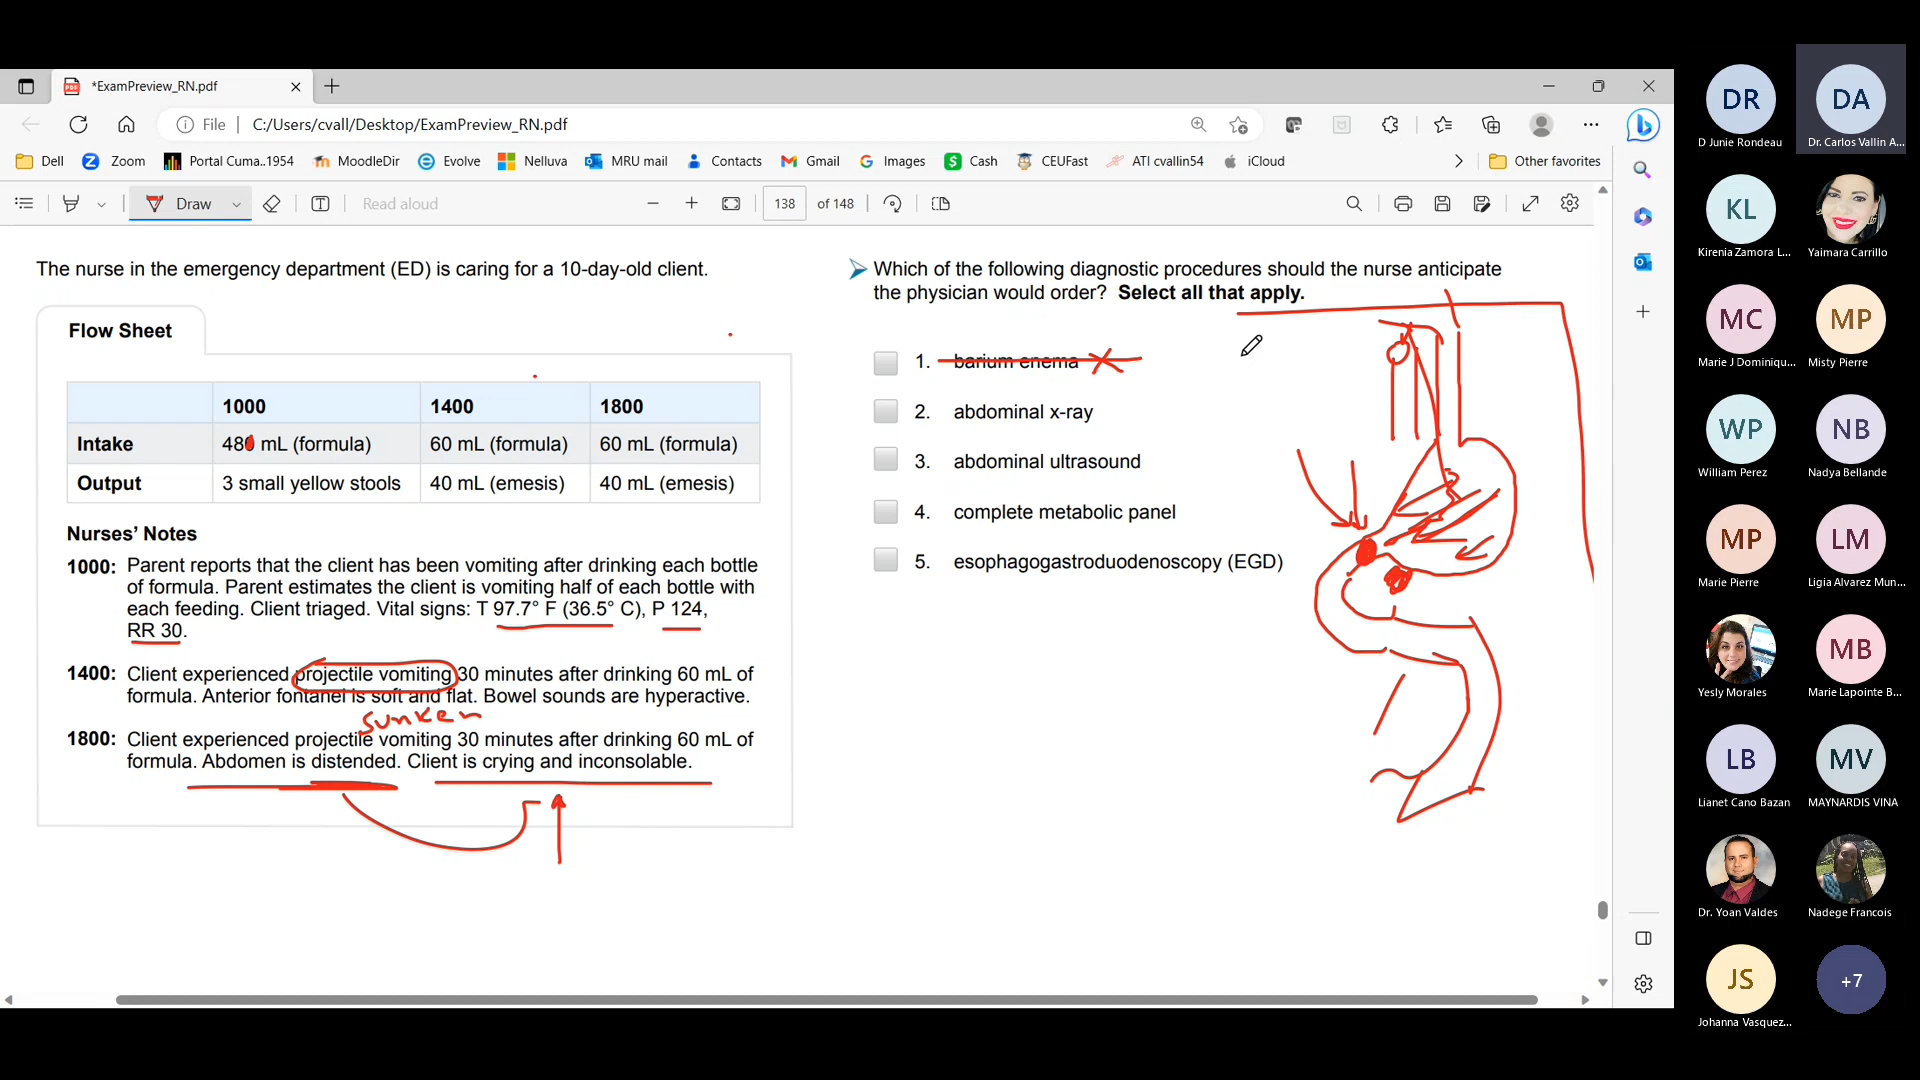 *ExamPreview_RN.pdf
File
C:/Users/cvall/Desktop/ExamPreview_RN.pdf
Dell
Zoom
Portal Cuma..1954
MoodleDir
Evolve
Nelluva
MRU mail
Contacts
Gmail
Images
Cash
CEUFast
ATI cvallin54
iCloud
Other favorites
Draw
Read aloud
138 of 148
The nurse in the emergency department (ED) is caring for a 10-day-old client.
Flow Sheet
1000 1400 1800
Intake 480 mL (formula) 60 mL (formula) 60 mL (formula)
Output 3 small yellow stools 40 mL (emesis) 40 mL (emesis)
Nurses’ Notes
1000: Parent reports that the client has been vomiting after drinking each bottle
of formula. Parent estimates the client is vomiting half of each bottle with
each feeding. Client triaged. Vital signs: T 97.7° F (36.5° C), P 124,
RR 30.
1400: Client experienced projectile vomiting 30 minutes after drinking 60 mL of
formula. Anterior fontanel is soft and flat. Bowel sounds are hyperactive.
sunken
1800: Client experienced projectile vomiting 30 minutes after drinking 60 mL of
formula. Abdomen is distended. Client is crying and inconsolable.
Which of the following diagnostic procedures should the nurse anticipate
the physician would order? Select all that apply.
1. barium enema
2. abdominal x-ray
3. abdominal ultrasound
4. complete metabolic panel
5. esophagogastroduodenoscopy (EGD)
DR
D Junie Rondeau
DA
Dr. Carlos Vallin A...
KL
Kirenia Zamora L...
Yaimara Carrillo
MC
Marie J Dominiqu...
MP
Misty Pierre
WP
William Perez
NB
Nadya Bellande
MP
Marie Pierre
LM
Ligia Alvarez Mun...
Yesly Morales
MB
Marie Lapointe B...
LB
Lianet Cano Bazan
MV
MAYNARDIS VINA
Dr. Yoan Valdes
Nadege Francois
JS
Johanna Vasquez...
+7